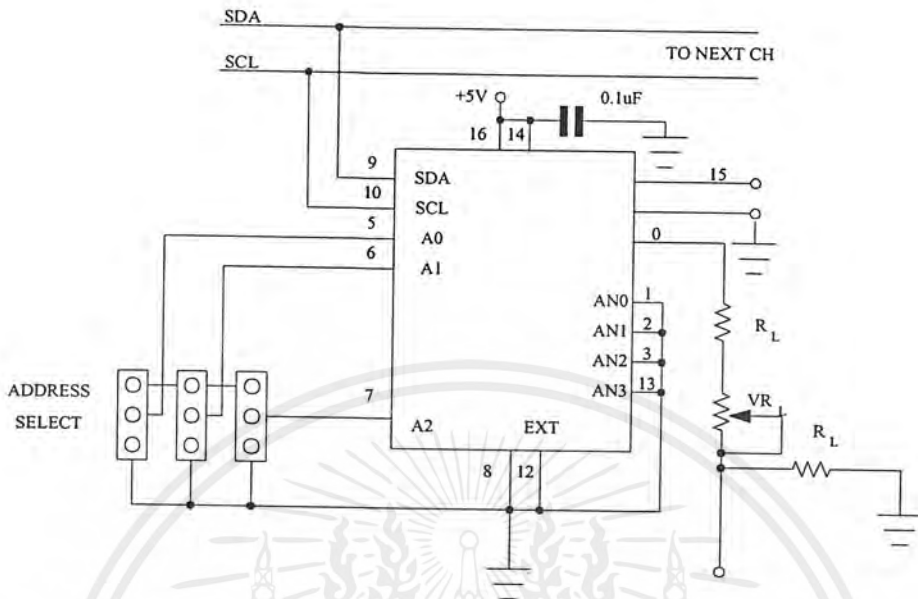 SDA
TO NEXT CH
SCL
+5V
0.1uF
16
14
9
SDA
15
10
SCL
5
A0
0
6
A1
AN0
1
AN1
2
R L
AN2
3
ADDRESS
SELECT
7
AN3
13
VR
A2
EXT
R L
8
12